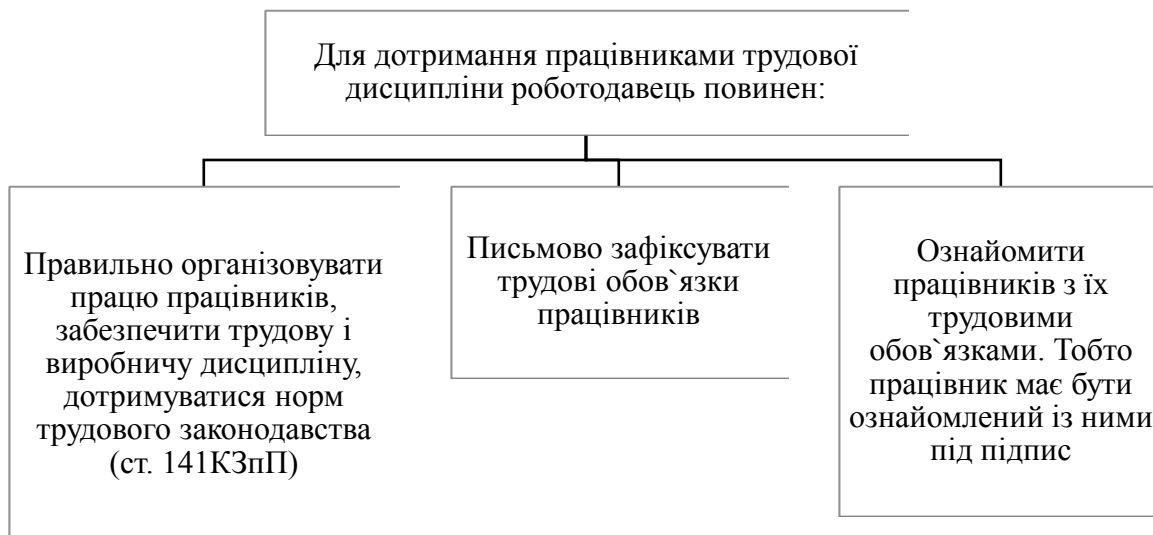 Для дотримання працівниками трудової
дисципліни роботодавець повинен:
Правильно організовувати
працю працівників,
забезпечити трудову і
виробничу дисципліну,
дотримуватися норм
трудового законодавства
(ст. 141КЗпП)
Письмово зафіксувати
трудові обов`язки
працівників
Ознайомити
працівників з їх
трудовими
обов`язками. Тобто
працівник має бути
ознайомлений із ними
під підпис